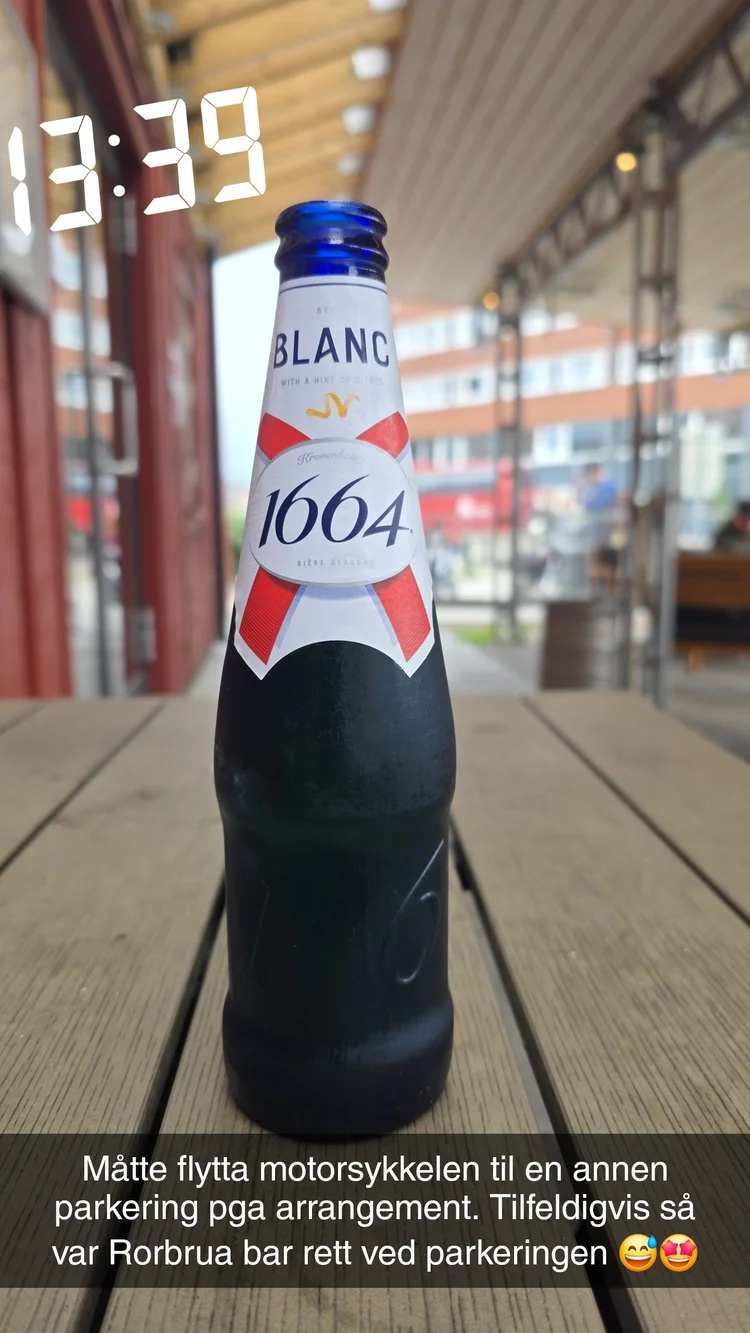 13:39
BLANC
WITH A HINT OF CITRUS
Kronenbourg
1664
BIÈRE BLANCHE
6
Måtte flytta motorsykkelen til en annen
parkering pga arrangement. Tilfeldigvis så
var Rorbrua bar rett ved parkeringen 😅🤩